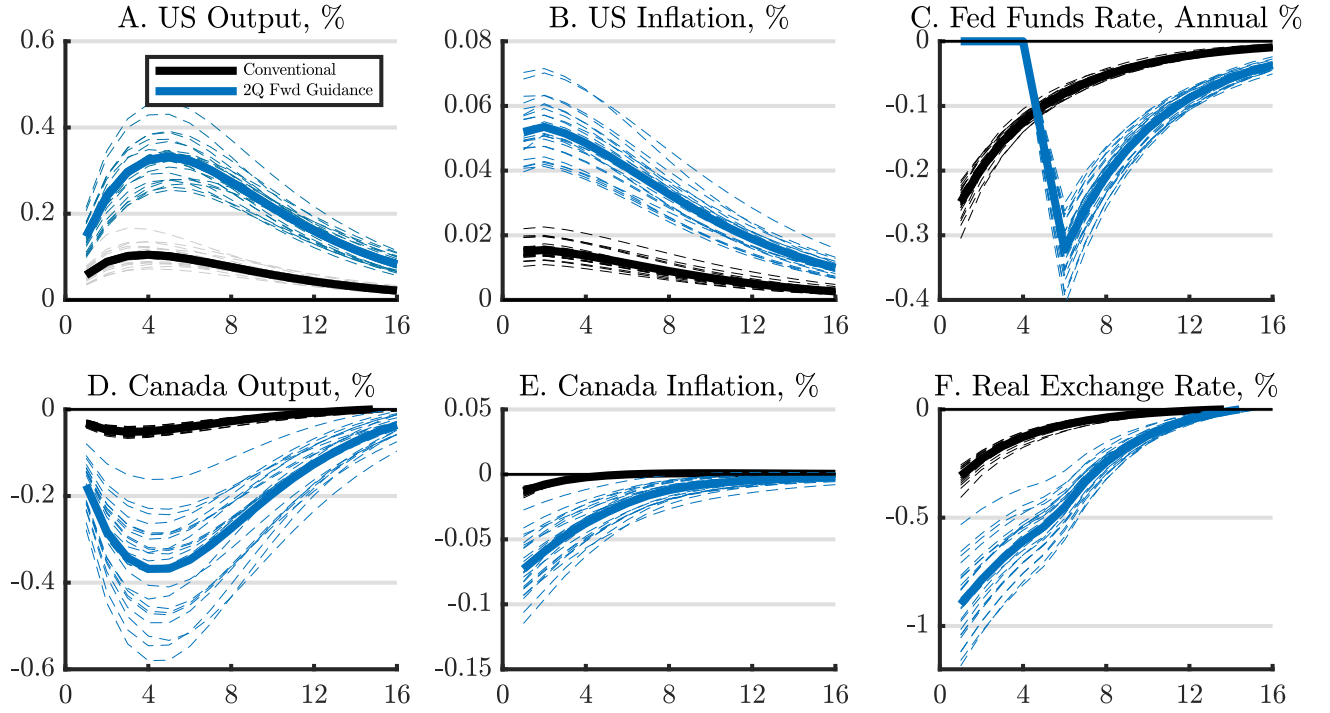 A. US Output, %
0.6
0.4
0.2
0
0 4 8 12 16
Conventional
2Q Fwd Guidance
B. US Inflation, %
0.08
0.06
0.04
0.02
0
0 4 8 12 16
C. Fed Funds Rate, Annual %
0
-0.1
-0.2
-0.3
-0.4
0 4 8 12 16
D. Canada Output, %
0
-0.2
-0.4
-0.6
0 4 8 12 16
E. Canada Inflation, %
0.05
0
-0.05
-0.1
-0.15
0 4 8 12 16
F. Real Exchange Rate, %
0
-0.5
-1
0 4 8 12 16